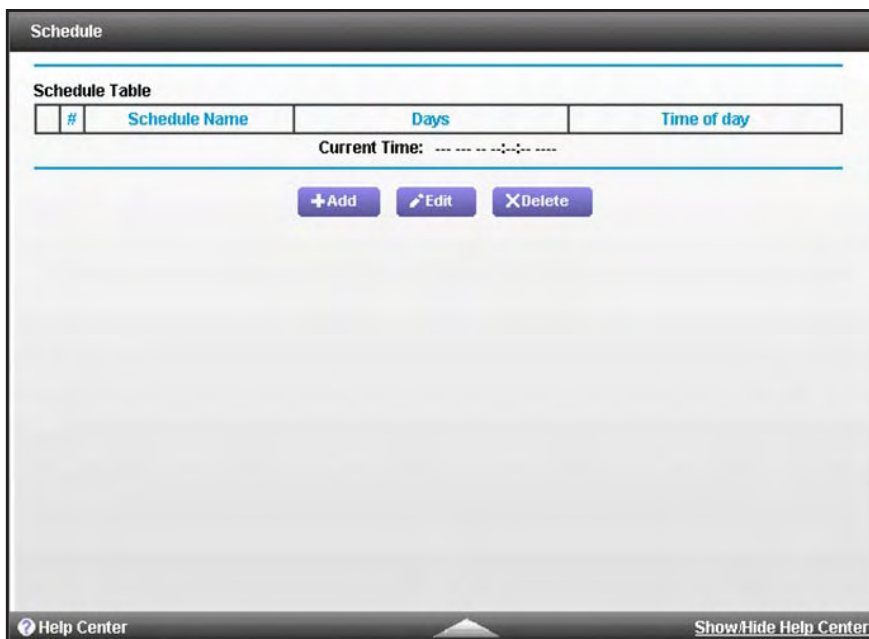 Schedule
Schedule Table
# Schedule Name Days Time of day
Current Time: --- --- -- --:--:-- ----
Add Edit Delete
Help Center Show/Hide Help Center